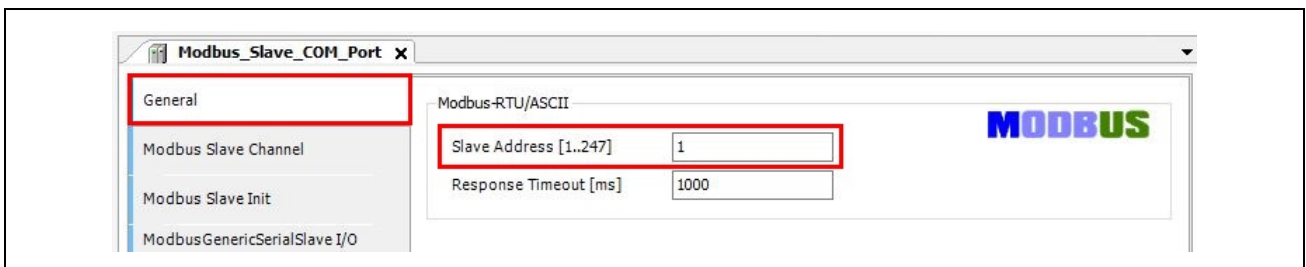 Modbus_Slave_COM_Port X
General
Modbus Slave Channel
Modbus Slave Init
ModbusGenericSerialSlave I/O
Modbus-RTU/ASCII
MODBUS
Slave Address [1..247] 1
Response Timeout [ms] 1000